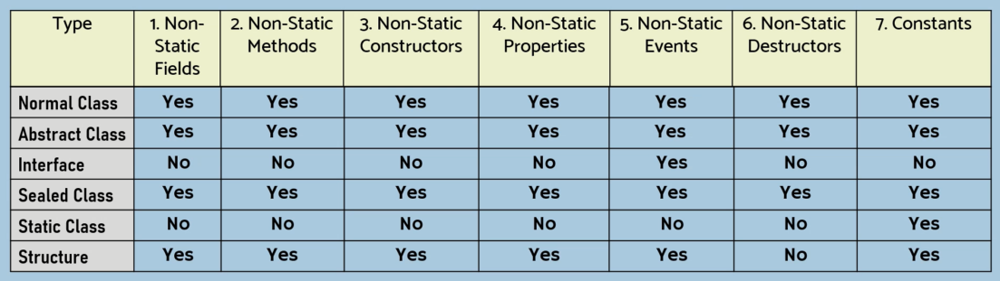 Type 1. Non-Static Fields 2. Non-Static Methods 3. Non-Static Constructors 4. Non-Static Properties 5. Non-Static Events 6. Non-Static Destructors 7. Constants
Normal Class Yes Yes Yes Yes Yes Yes Yes
Abstract Class Yes Yes Yes Yes Yes Yes Yes
Interface No No No No Yes No No
Sealed Class Yes Yes Yes Yes Yes Yes Yes
Static Class No No No No No No Yes
Structure Yes Yes Yes Yes Yes No Yes